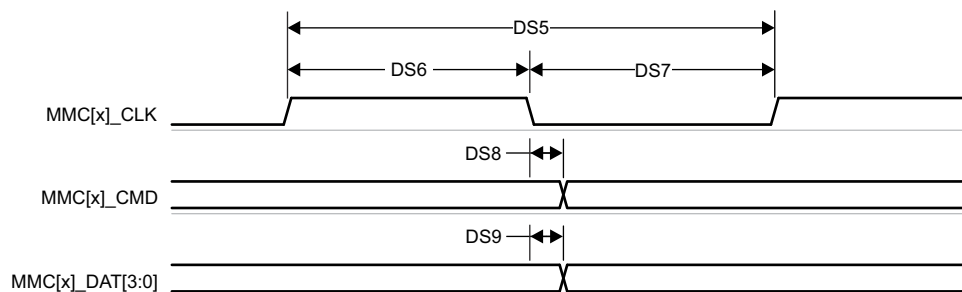 DS5
DS6 DS7
MMC[x]_CLK
DS8
MMC[x]_CMD
DS9
MMC[x]_DAT[3:0]